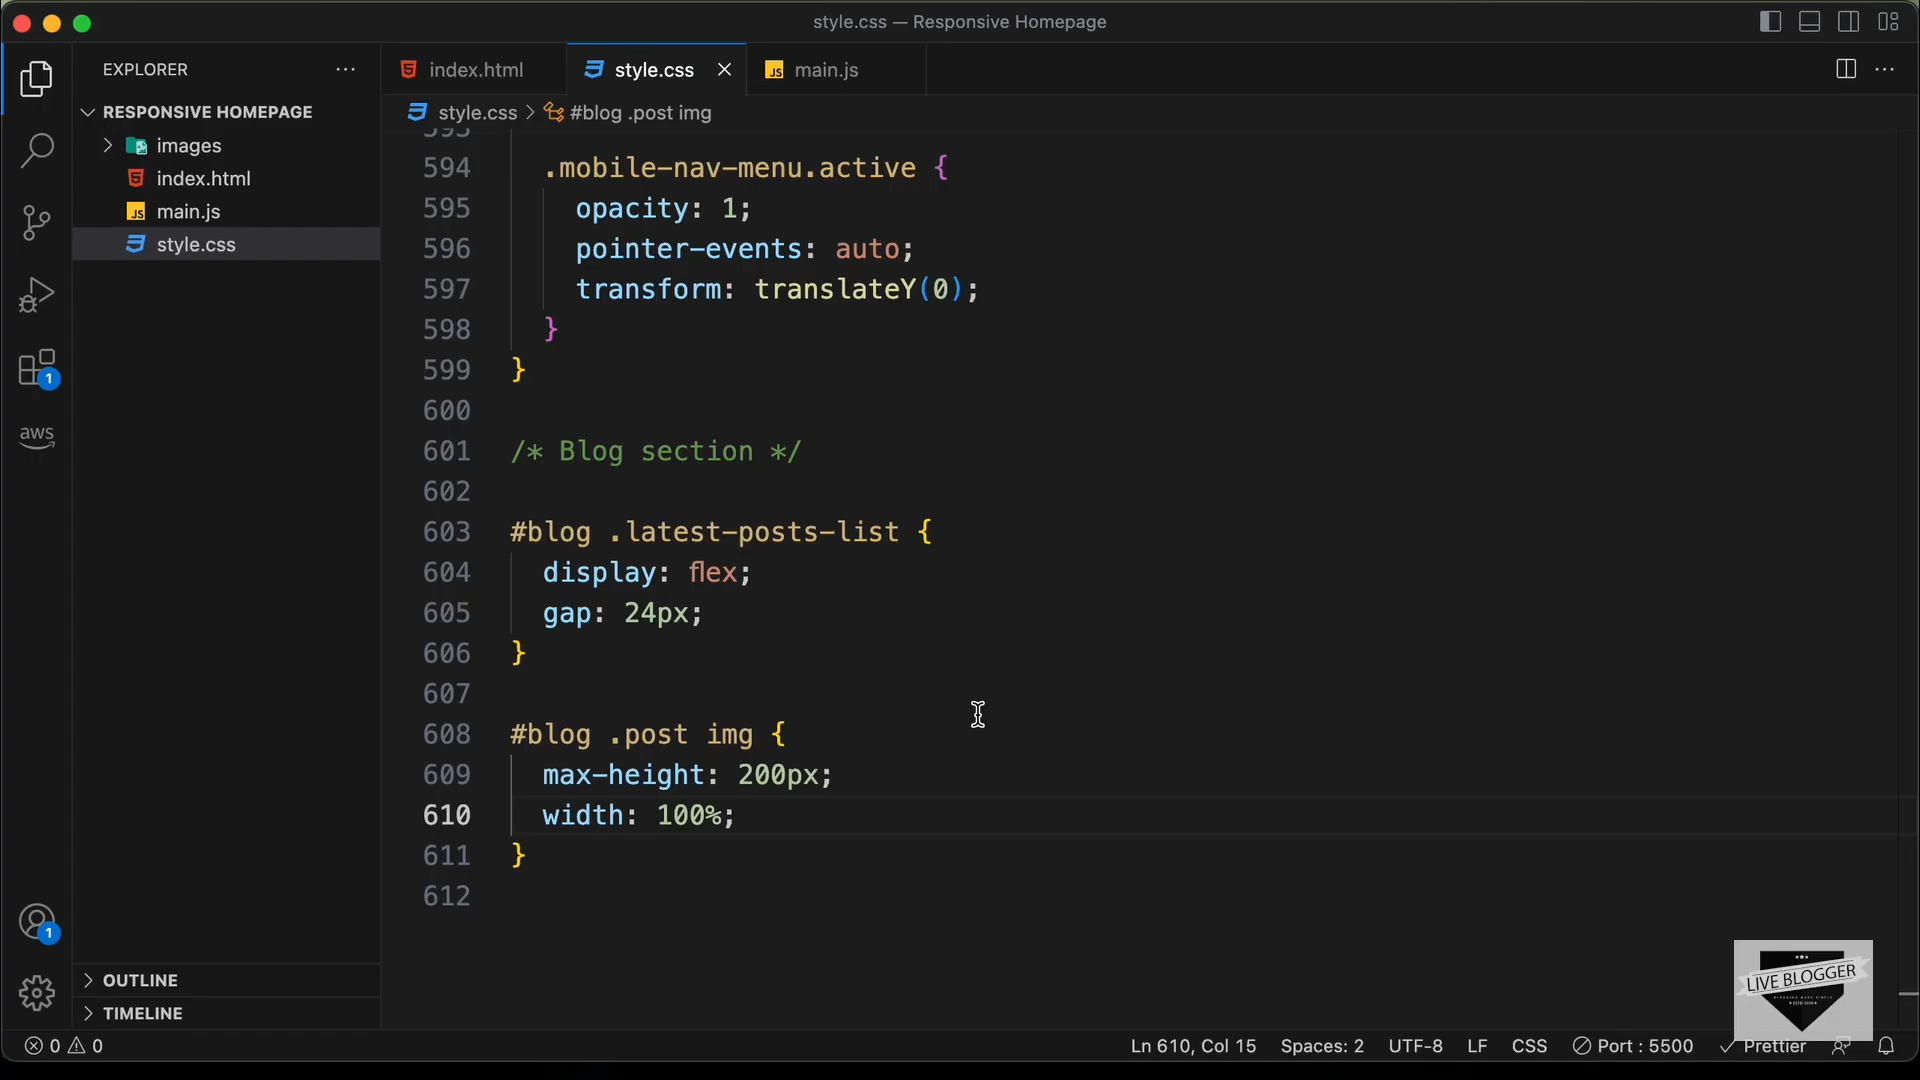 style.css — Responsive Homepage
EXPLORER
index.html
style.css
main.js
RESPONSIVE HOMEPAGE
style.css > #blog .post img
images
index.html
main.js
style.css
593
594 .mobile-nav-menu.active {
595 opacity: 1;
596 pointer-events: auto;
597 transform: translateY(0);
598 }
599 }
600
601 /* Blog section */
602
603 #blog .latest-posts-list {
604 display: flex;
605 gap: 24px;
606 }
607
608 #blog .post img {
609 max-height: 200px;
610 width: 100%;
611 }
612
1
aws
1
OUTLINE
TIMELINE
LIVE BLOGGER
0 0
Ln 610, Col 15 Spaces: 2 UTF-8 LF CSS Port : 5500 Prettier